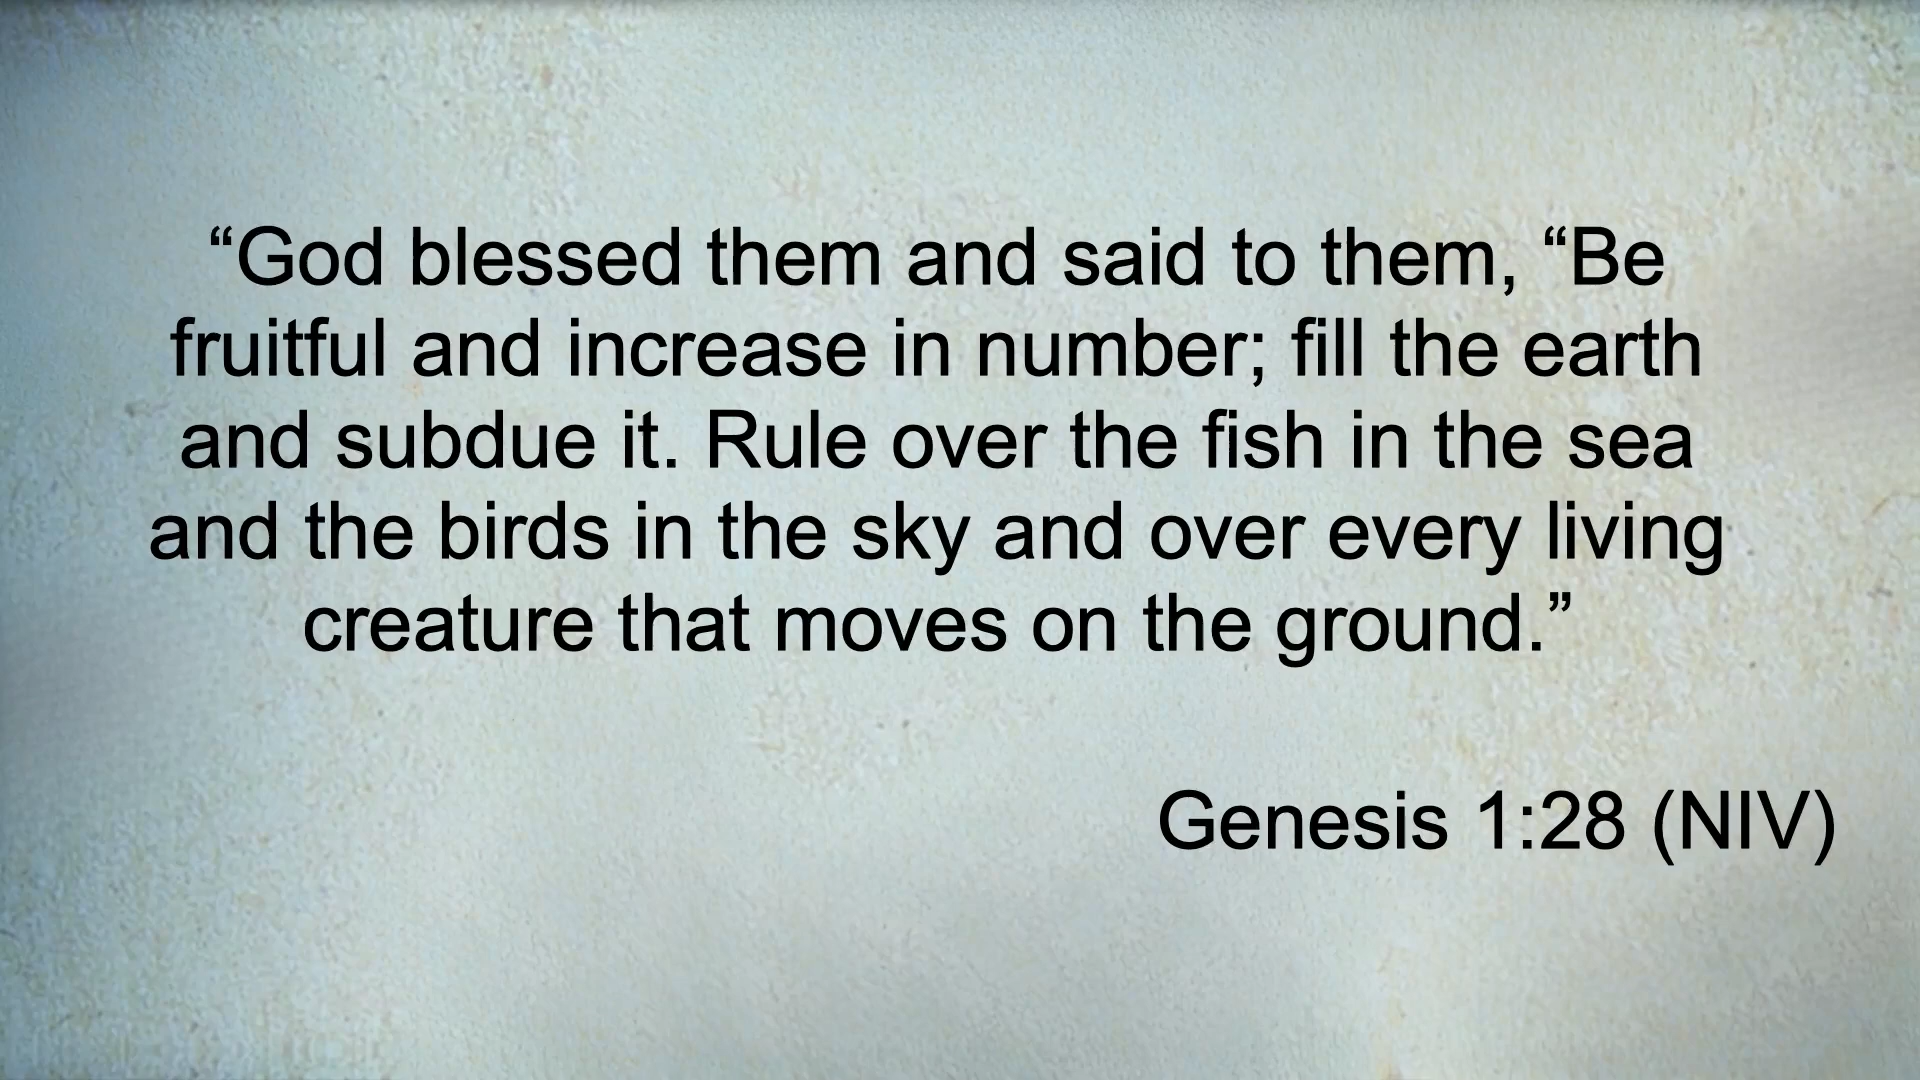 “God blessed them and said to them, “Be
fruitful and increase in number; fill the earth
and subdue it. Rule over the fish in the sea
and the birds in the sky and over every living
creature that moves on the ground.”
Genesis 1:28 (NIV)